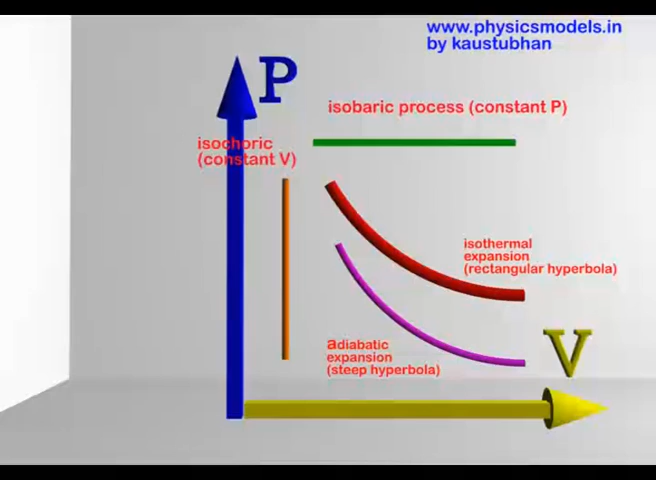 www.physicsmodels.in
by kaustubhan
P
isobaric process (constant P)
isochoric
(constant V)
isothermal
expansion
(rectangular hyperbola)
adiabatic
expansion
(steep hyperbola)
V